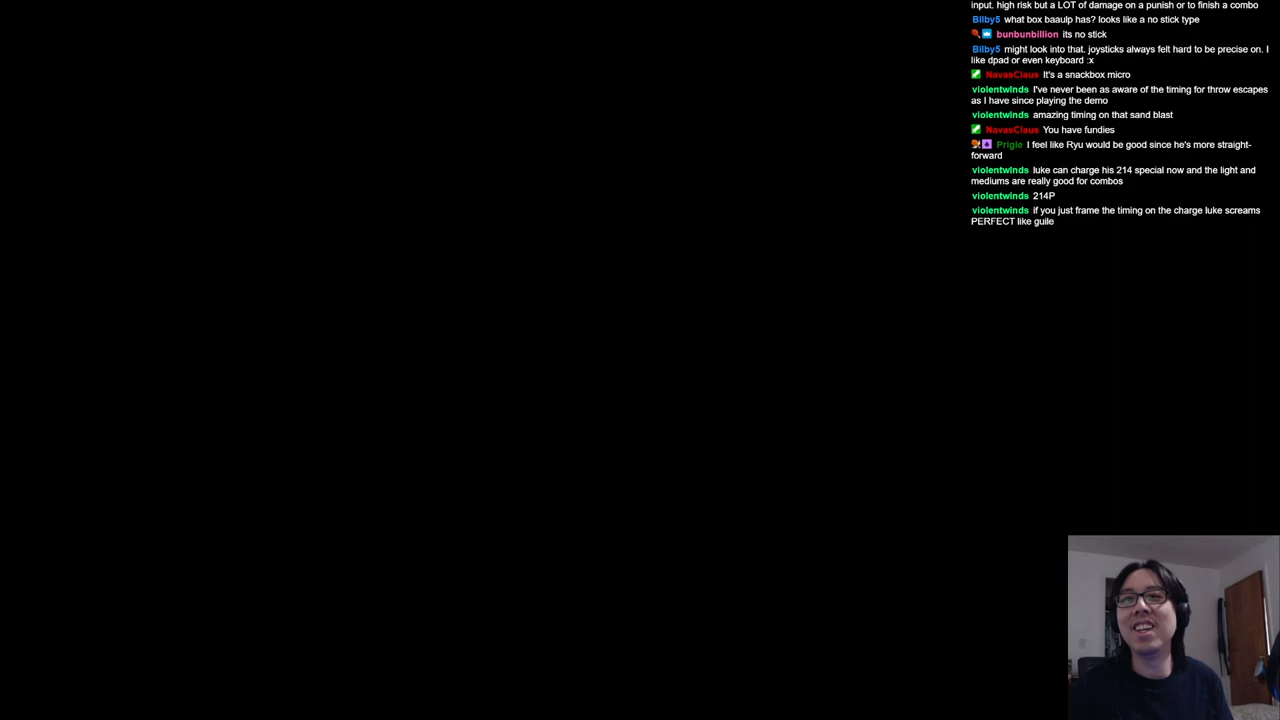 input. high risk but a LOT of damage on a punish or to finish a combo
Bilby5 what box baaulp has? looks like a no stick type
bunbunbillion its no stick
Bilby5 might look into that. joysticks always felt hard to be precise on. I
like dpad or even keyboard :x
NavasClaus It's a snackbox micro
violentwinds I've never been as aware of the timing for throw escapes
as I have since playing the demo
violentwinds amazing timing on that sand blast
NavasClaus You have fundies
Prigle I feel like Ryu would be good since he's more straight-
forward
violentwinds luke can charge his 214 special now and the light and
mediums are really good for combos
violentwinds 214P
violentwinds if you just frame the timing on the charge luke screams
PERFECT like guile